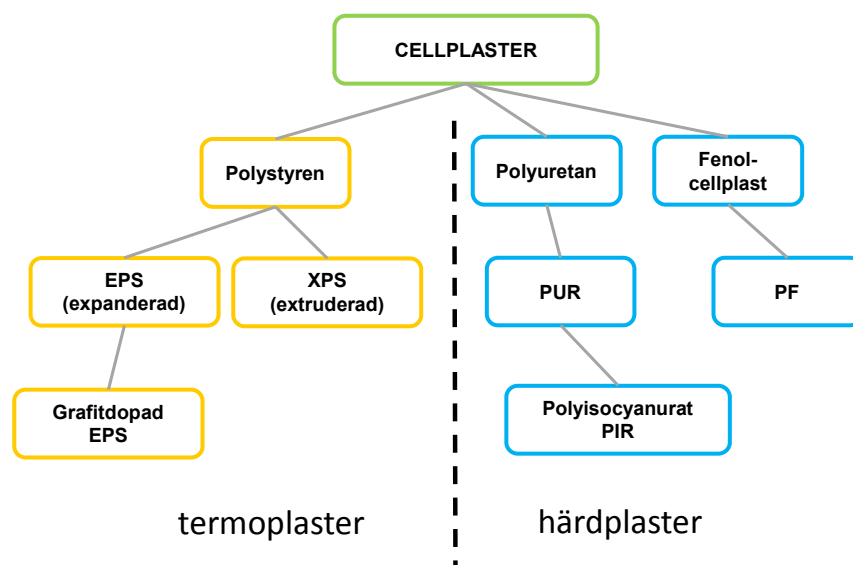 CELLPLASTER
Polystyren
Polyuretan
Fenol-
cellplast
EPS
(expanderad)
XPS
(extruderad)
PUR
PF
Grafitdopad
EPS
Polyisocyanurat
PIR
termoplaster
härdplaster